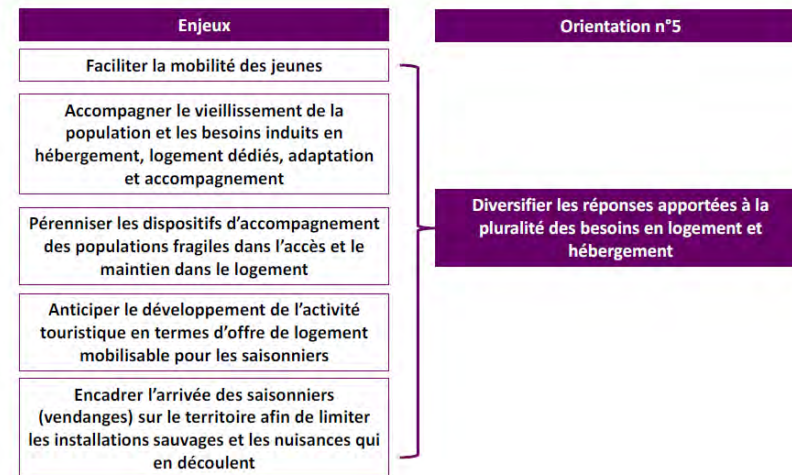 Enjeux
Faciliter la mobilité des jeunes
Accompagner le vieillissement de la
population et les besoins induits en
hébergement, logement dédiés, adaptation
et accompagnement
Pérenniser les dispositifs d’accompagnement
des populations fragiles dans l’accès et le
maintien dans le logement
Anticiper le développement de l’activité
touristique en termes d’offre de logement
mobilisable pour les saisonniers
Encadrer l’arrivée des saisonniers
(vendanges) sur le territoire afin de limiter
les installations sauvages et les nuisances qui
en découlent
Orientation n°5
Diversifier les réponses apportées à la
pluralité des besoins en logement et
hébergement